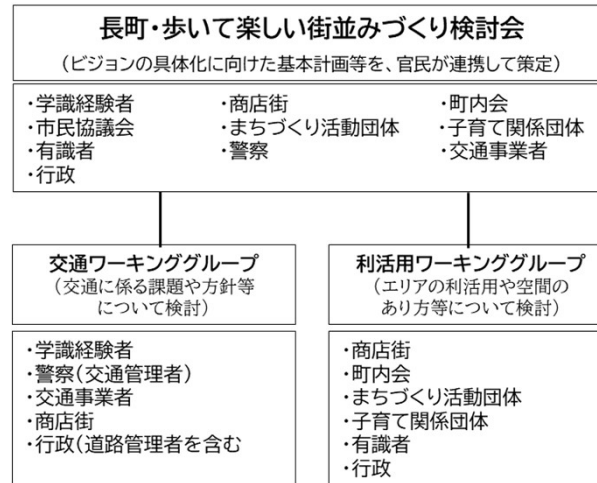 長町・歩いて楽しい街並みづくり検討会
（ビジョンの具体化に向けた基本計画等を、官民が連携して策定）
・学識経験者
・市民協議会
・有識者
・行政
・商店街
・まちづくり活動団体
・警察
・町内会
・子育て関係団体
・交通事業者
交通ワーキンググループ
（交通に係る課題や方針等
について検討）
・学識経験者
・警察（交通管理者）
・交通事業者
・商店街
・行政（道路管理者を含む
利活用ワーキンググループ
（エリアの利活用や空間の
あり方等について検討）
・商店街
・町内会
・まちづくり活動団体
・子育て関係団体
・有識者
・行政